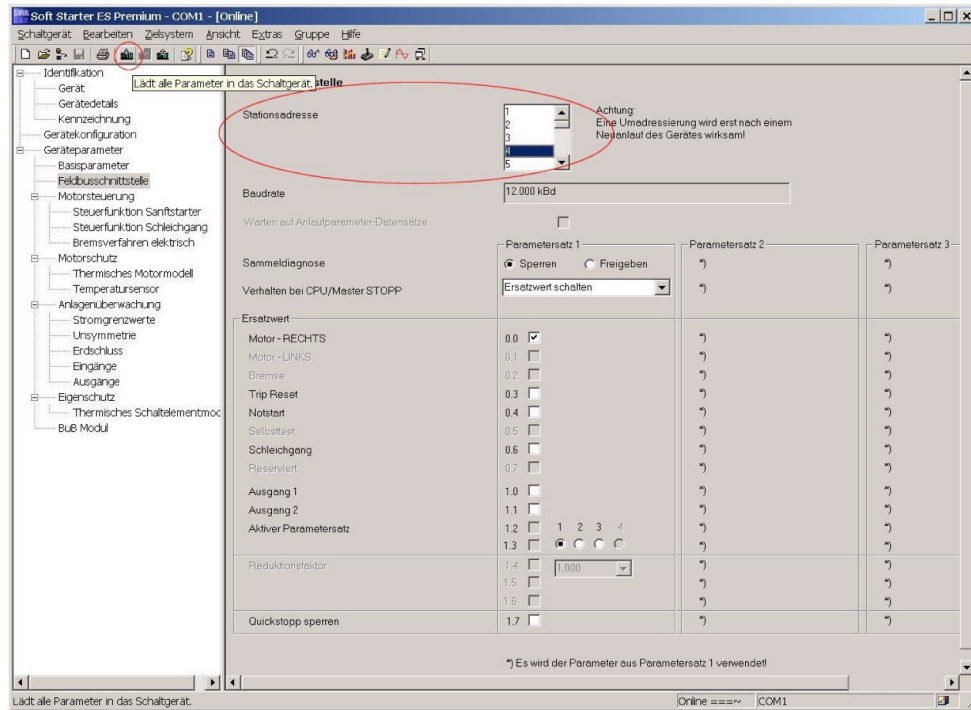 Soft Starter ES Premium - COM1 - [Online]
Schaltgerät Bearbeiten Zielsystem Ansicht Extras Gruppe Hilfe
Identifikation
Gerät
Gerätedetails
Kennzeichnung
Gerätekonfiguration
Geräteparameter
Basisparameter
Feldbusschnittstelle
Motorsteuerung
Steuerfunktion Sanftstarter
Steuerfunktion Schleichgang
Bremsverfahren elektrisch
Motorschutz
Thermisches Motormodell
Temperatursensor
Anlagenüberwachung
Stromgrenzwerte
Unsymmetrie
Erdschluss
Eingänge
Ausgänge
Eigenschutz
Thermisches Schaltelementmoc
BuB Modul
Lädt alle Parameter in das Schaltgerät.
stelle
Stationsadresse
1
2
3
4
5
Achtung:
Eine Umadressierung wird erst nach einem
Neuanlauf des Gerätes wirksam!
Baudrate 12.000 kBd
Warten auf Anlaufparameter-Datensätze
Parametersatz 1 Parametersatz 2 Parametersatz 3
Sammeldiagnose Sperren Freigeben *) *)
Verhalten bei CPU/Master STOPP Ersatzwert schalten *) *)
Ersatzwert
Motor-RECHTS 0.0 *) *)
Motor-LINKS 0.1 *) *)
Bremse 0.2 *) *)
Trip Reset 0.3 *) *)
Notstart 0.4 *) *)
Selbsttest 0.5 *) *)
Schleichgang 0.6 *) *)
Reserviert 0.7 *) *)
Ausgang 1 1.0 *) *)
Ausgang 2 1.1 *) *)
Aktiver Parametersatz 1.2 1 2 3 4 *) *)
1.3 *) *)
Reduktionsfaktor 1.4 1,000 *) *)
1.5 *) *)
1.6 *) *)
Quickstopp sperren 1.7 *) *)
*) Es wird der Parameter aus Parametersatz 1 verwendet!
Lädt alle Parameter in das Schaltgerät. Online ===~ COM1